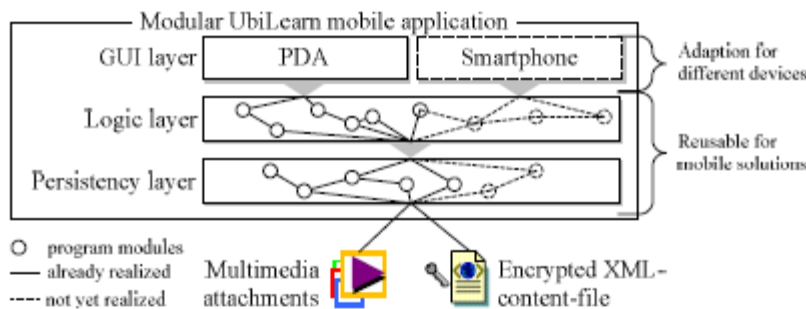 Modular UbiLearn mobile application
GUI layer
PDA
Smartphone
Adaption for
different devices
Logic layer
Reusable for
mobile solutions
Persistency layer
program modules
already realized
not yet realized
Multimedia
attachments
Encrypted XML-
content-file